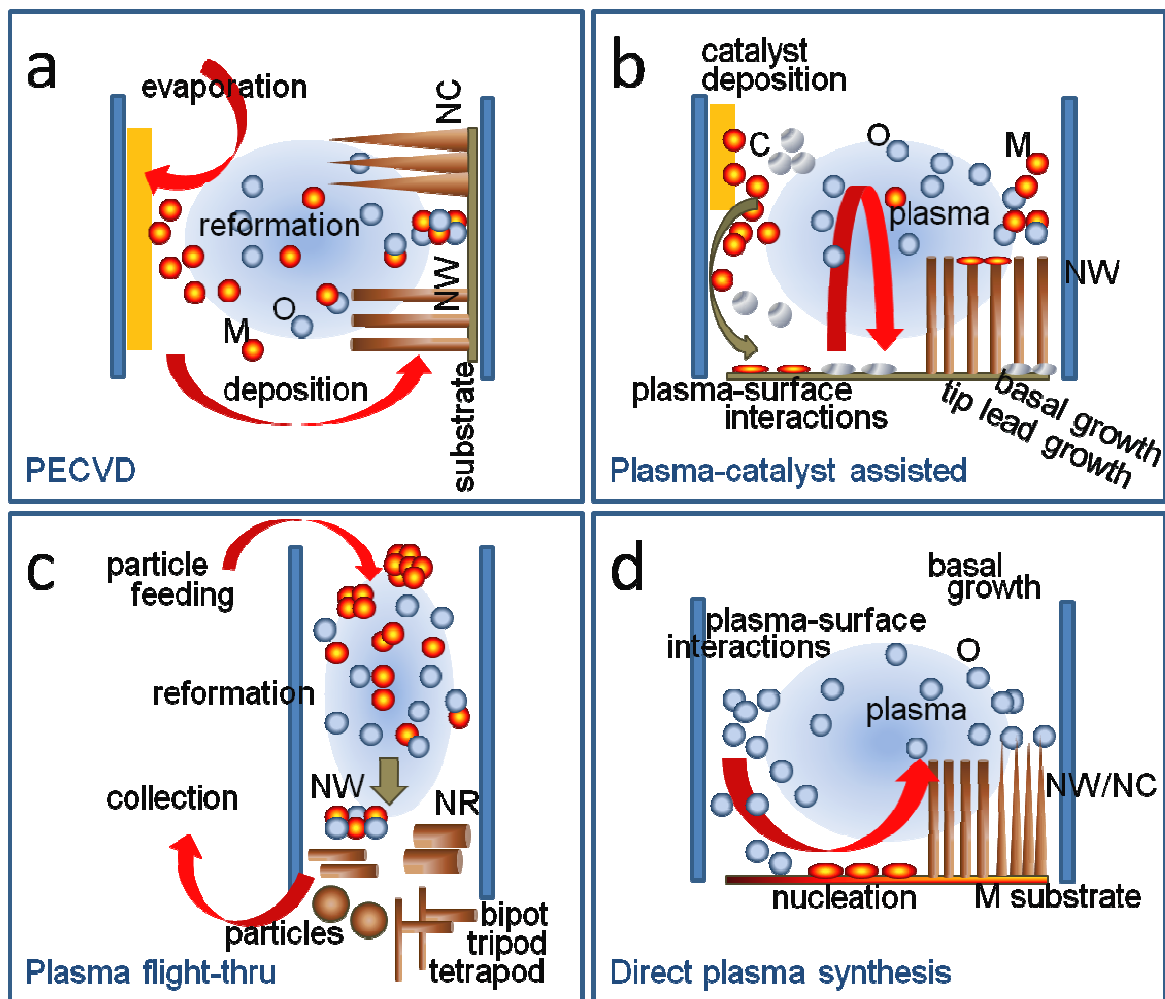 a
evaporation
NC
reformation
O
M
NW
deposition
substrate
PECVD
b
catalyst
deposition
C
O
M
plasma
NW
plasma-surface
interactions
basal growth
tip lead growth
Plasma-catalyst assisted
c
particle
feeding
reformation
NW
NR
collection
particles
bipot
tripod
tetrapod
Plasma flight-thru
d
basal
growth
plasma-surface
interactions
O
plasma
NW/NC
nucleation
M substrate
Direct plasma synthesis